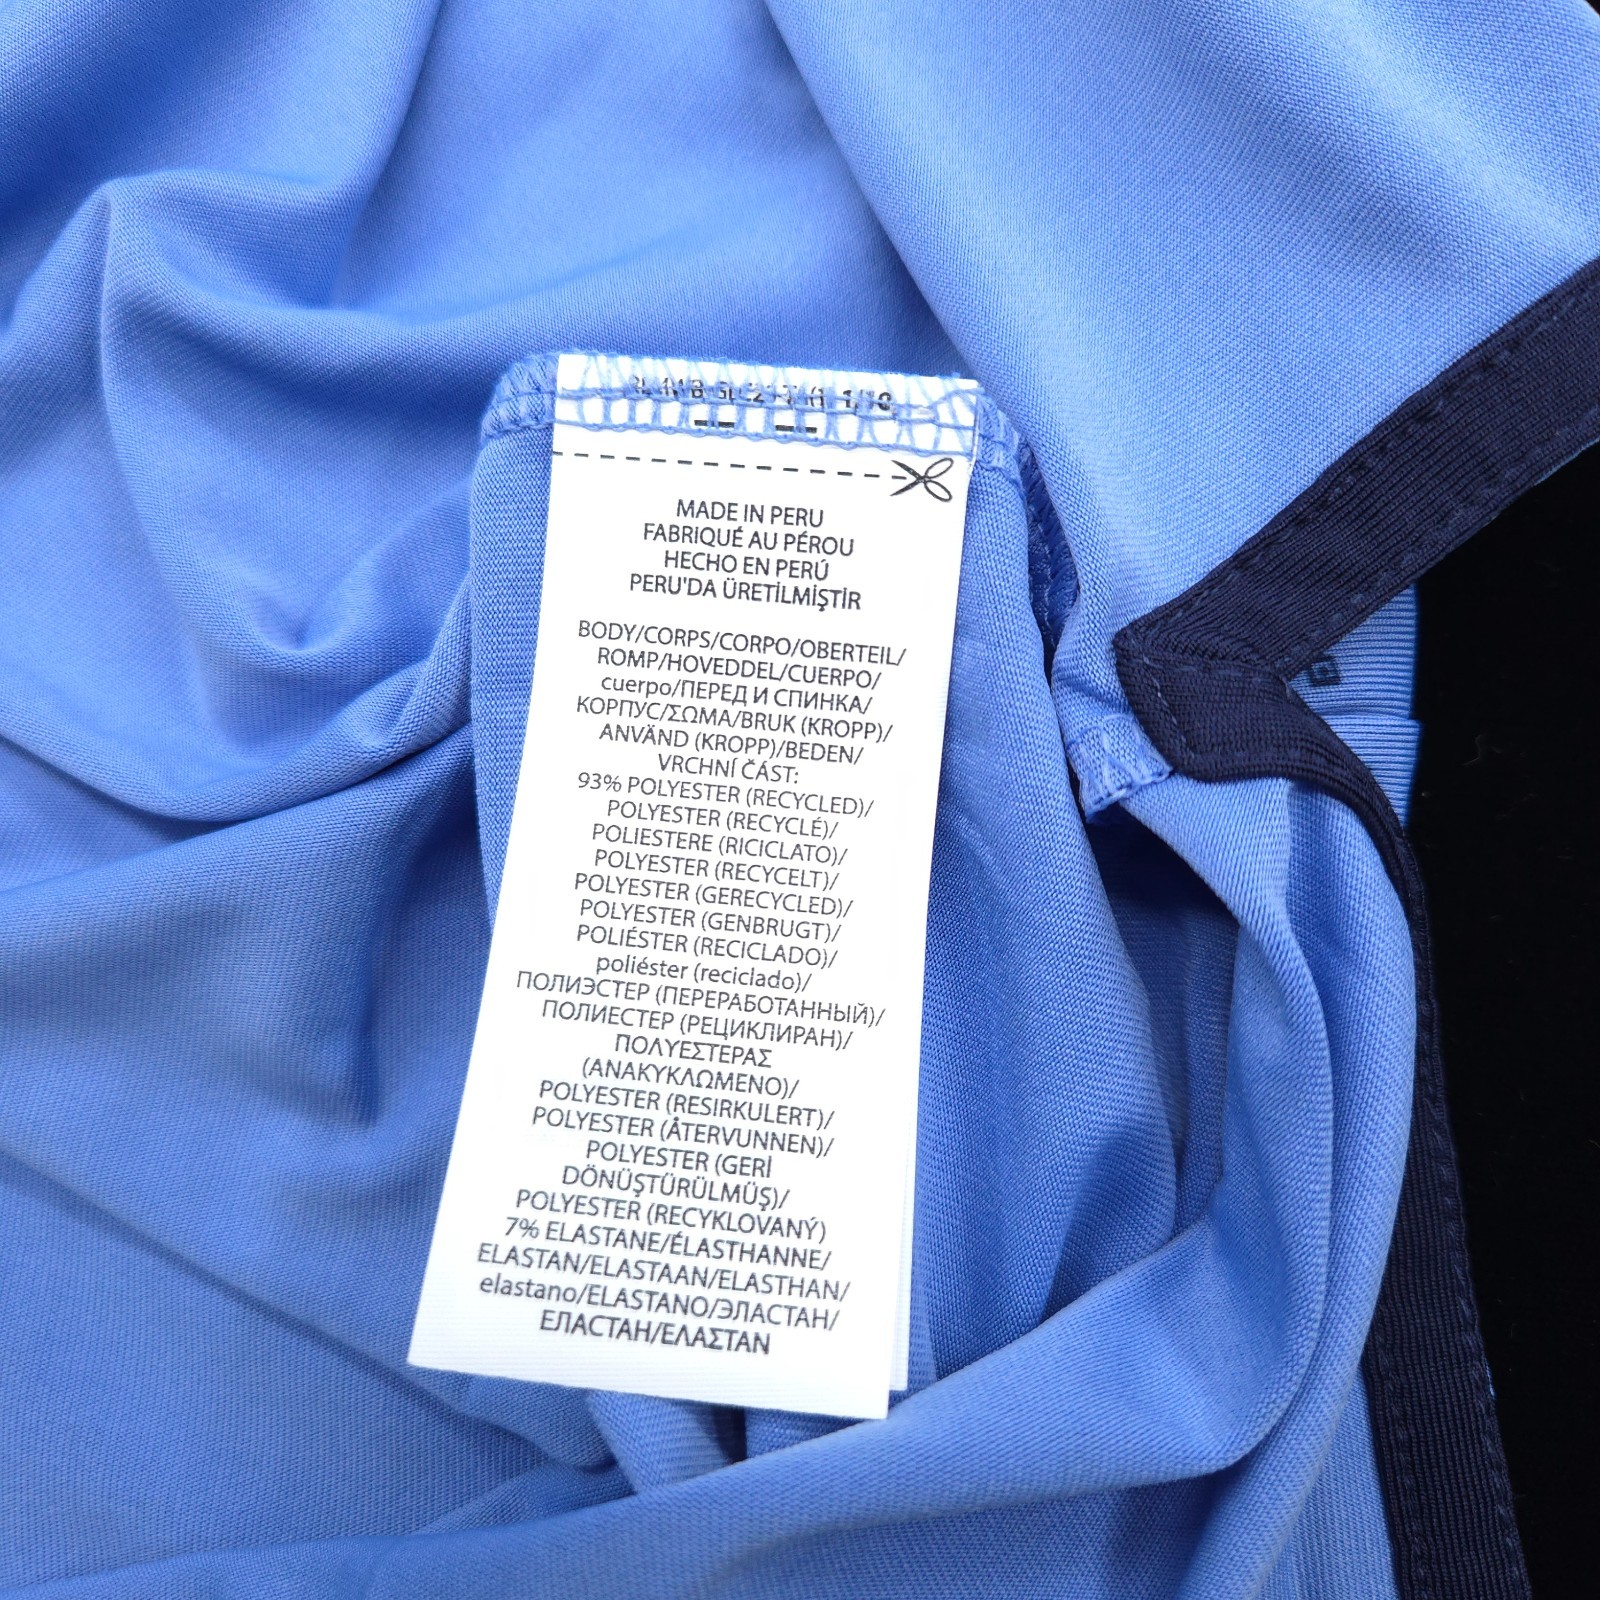 MADE IN PERU
FABRIQUÉ AU PÉROU
HECHO EN PERÚ
PERU'DA ÜRETİLMİŞTİR
BODY/CORPS/CORPO/OBERTEIL/
ROMP/HOVEDDEL/CUERPO/
cuerpo/ПЕРЕД И СПИНКА/
КОРПУС/ΣΩΜΑ/BRUK (KROPP)/
ANVÄND (KROPP)/BEDEN/
VRCHNÍ ČÁST:
93% POLYESTER (RECYCLED)/
POLYESTER (RECYCLÉ)/
POLIESTERE (RICICLATO)/
POLYESTER (RECYCELT)/
POLYESTER (GERECYCLED)/
POLYESTER (GENBRUGT)/
POLIÉSTER (RECICLADO)/
poliéster (reciclado)/
ПОЛИЭСТЕР (ПЕРЕРАБОТАННЫЙ)/
ПОЛИЕСТЕР (РЕЦИКЛИРАН)/
ΠΟΛΥΕΣΤΕΡΑΣ
(ΑΝΑΚΥΚΛΩΜΕΝΟ)/
POLYESTER (RESIRKULERT)/
POLYESTER (ÅTERVUNNEN)/
POLYESTER (GERİ
DÖNÜŞTÜRÜLMÜŞ)/
POLYESTER (RECYKLOVANÝ)
7% ELASTANE/ÉLASTHANNE/
ELASTAN/ELASTAAN/ELASTHAN/
elastano/ELASTANO/ЭЛАСТАН/
ЕЛАСТАН/ΕΛΑΣΤΑΝ